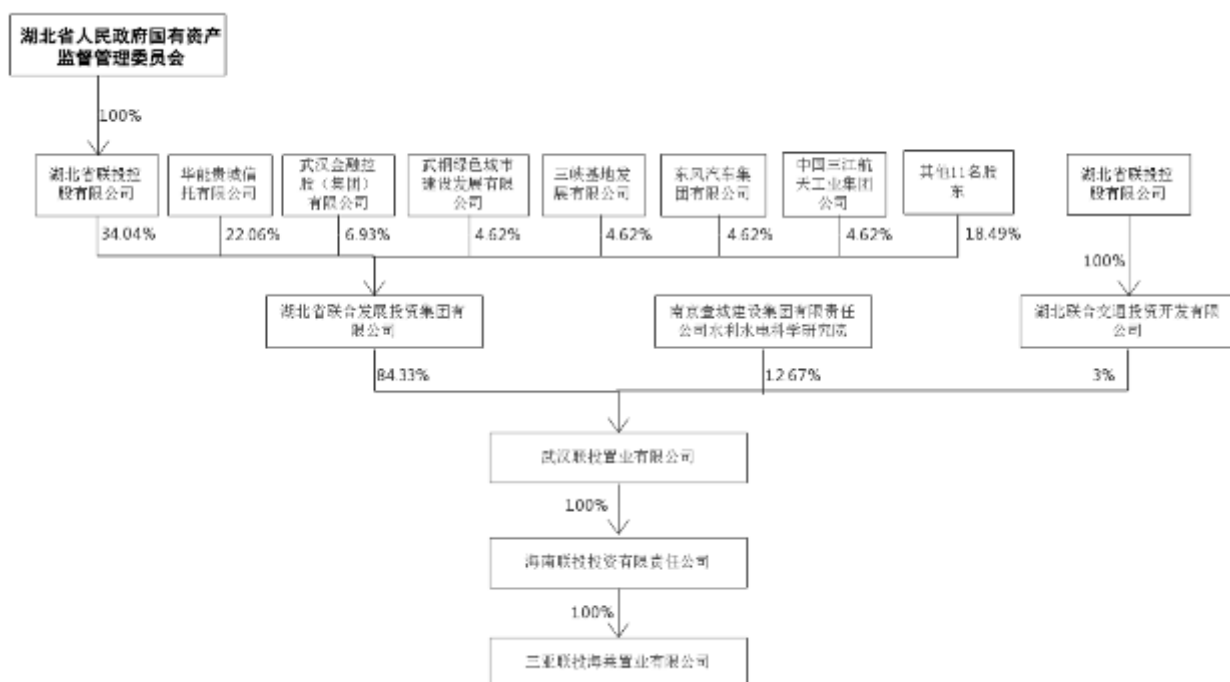 湖北省人民政府国有资产
监督管理委员会
100%
湖北省联投控
股有限公司
华能贵诚信
托有限公司
武汉金融控
股（集团）
有限公司
武钢绿色城市
建设发展有限
公司
三峡基地发
展有限公司
东风汽车集
团有限公司
中国三江航
天工业集团
公司
其他11名股
东
湖北省联投控
股有限公司
34.04%
22.06%
6.93%
4.62%
4.62%
4.62%
4.62%
18.49%
100%
湖北省联合发展投资集团有
限公司
南京壹城建设集团有限责任
公司水利水电科学研究院
湖北联合交通投资开发有限
公司
84.33%
12.67%
3%
武汉联投置业有限公司
100%
海南联投投资有限责任公司
100%
三亚联投海棠置业有限公司